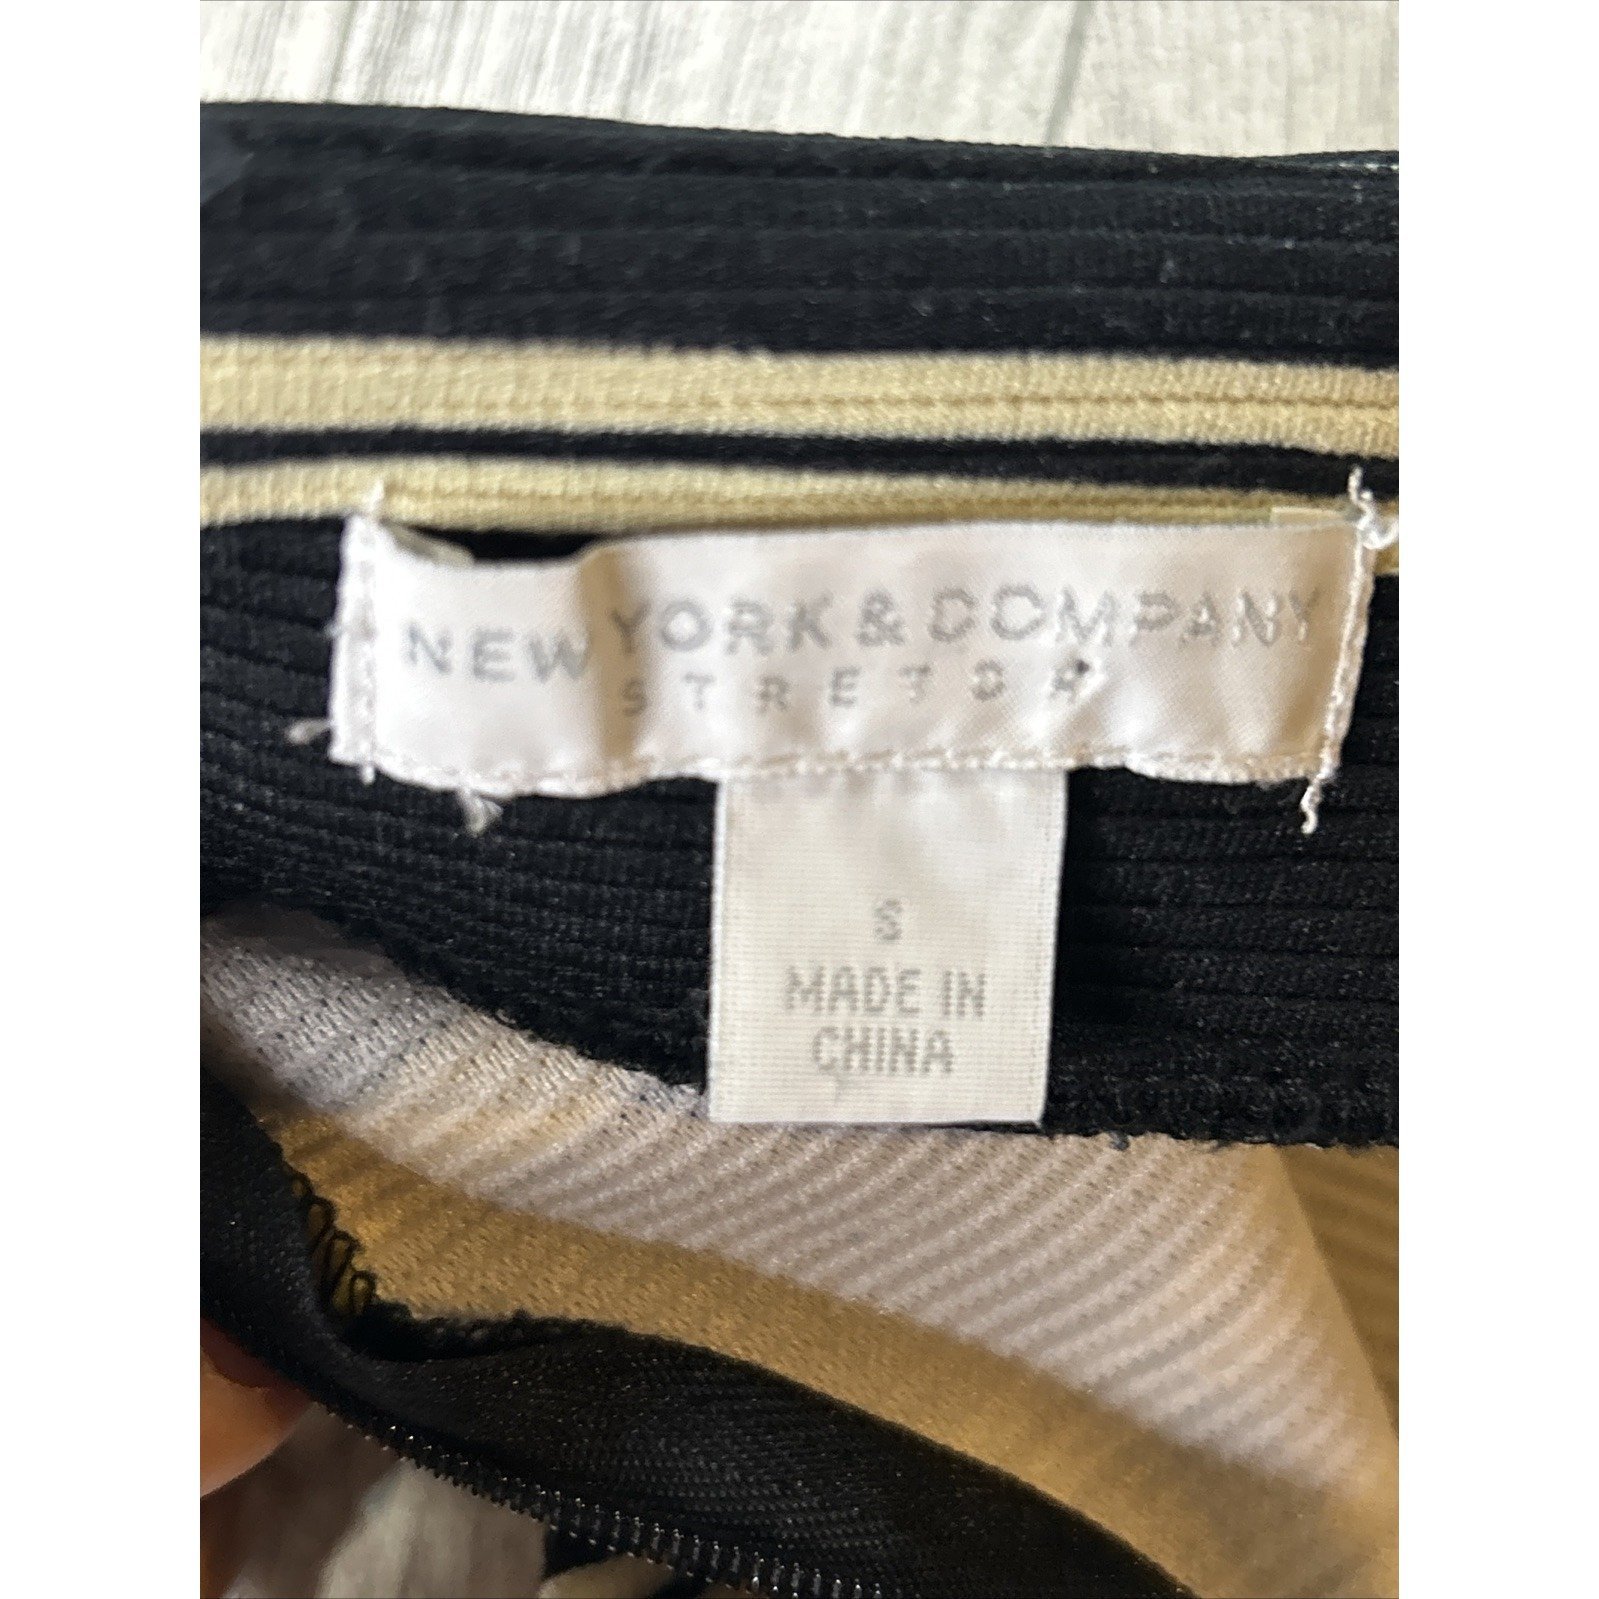 NEW YORK & COMPANY
STRETCH
S
MADE IN
CHINA